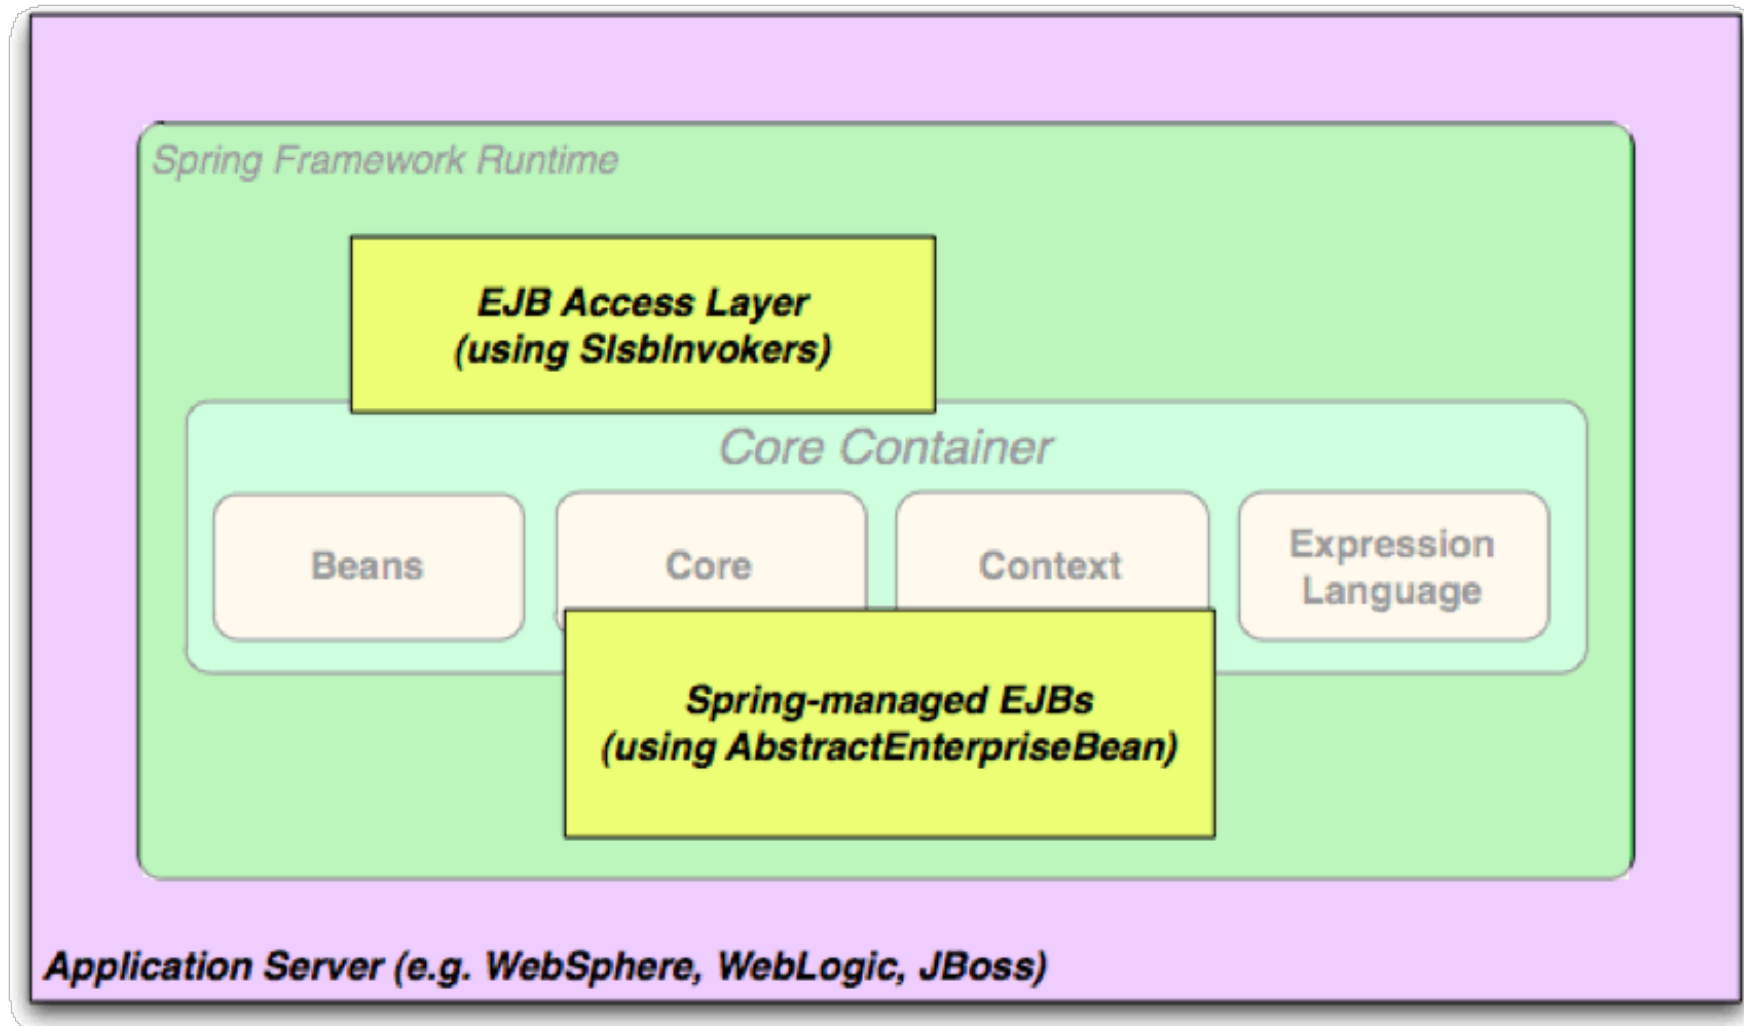 Spring Framework Runtime
EJB Access Layer
(using SlsbInvokers)
Core Container
Beans
Core
Context
Expression
Language
Spring-managed EJBs
(using AbstractEnterpriseBean)
Application Server (e.g. WebSphere, WebLogic, JBoss)